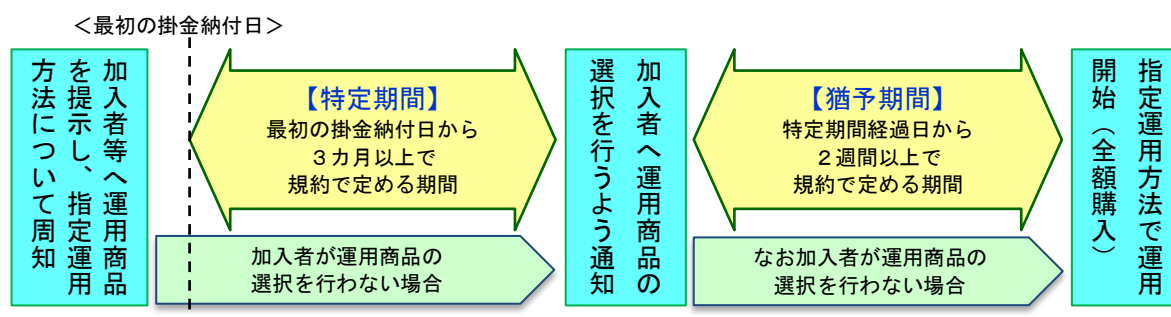 ＜最初の掛金納付日＞
加入者等へ運用商品
を提示し、指定運用
方法について周知
【特定期間】
最初の掛金納付日から
３カ月以上で
規約で定める期間
加入者が運用商品の
選択を行わない場合
加入者へ運用商品の
選択を行うよう通知
【猶予期間】
特定期間経過日から
２週間以上で
規約で定める期間
なお加入者が運用商品の
選択を行わない場合
指定運用方法で運用
開始（全額購入）